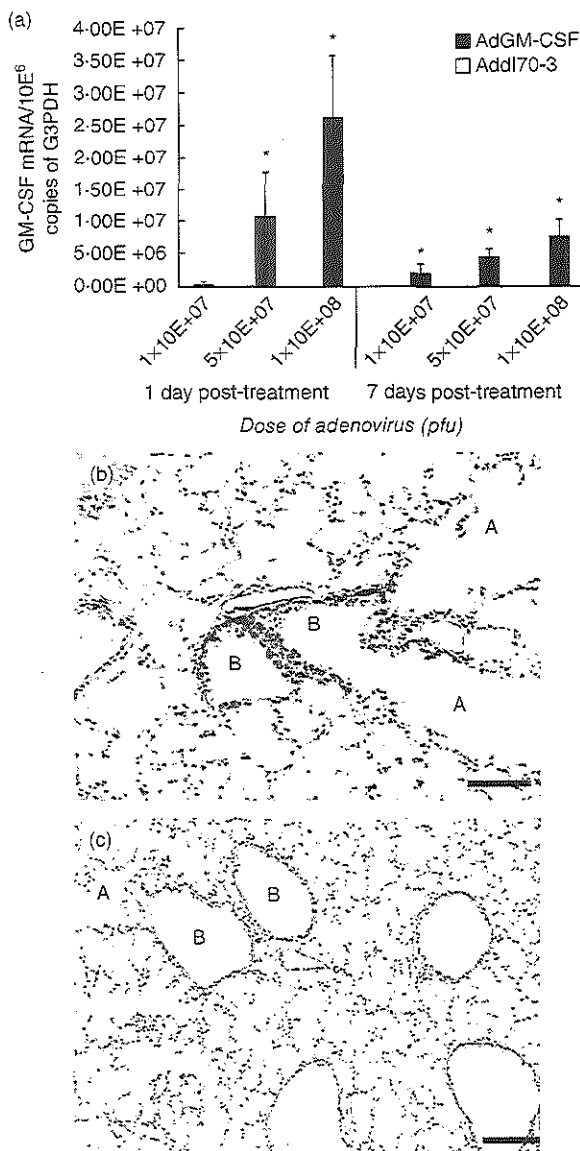 (a)
GM-CSF mRNA/10E⁶
copies of G3PDH
4·00E +07
3·50E +07
3·00E +07
2·50E +07
2·00E +07
1·50E +07
1·00E +07
5·00E +06
0·00E +00
* * * * *
AdGM-CSF
Addl70-3
1×10E+07
5×10E+07
1×10E+08
1×10E+07
5×10E+07
1×10E+08
1 day post-treatment
7 days post-treatment
Dose of adenovirus (pfu)
(b)
A
B
B
A
(c)
A
B
B